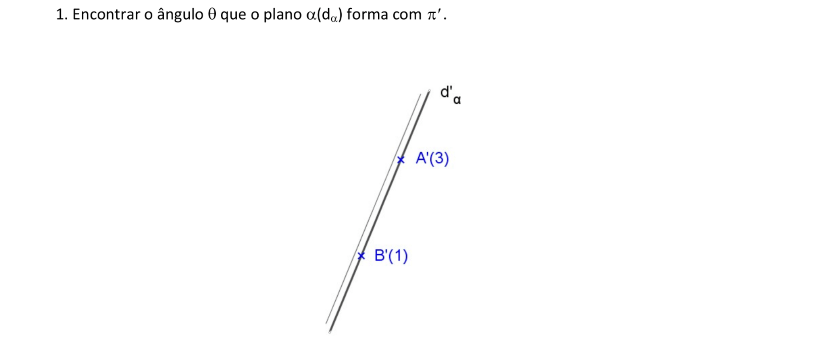 1. Encontrar o ângulo θ que o plano α(dα) forma com π′.
d'α
A'(3)
B'(1)